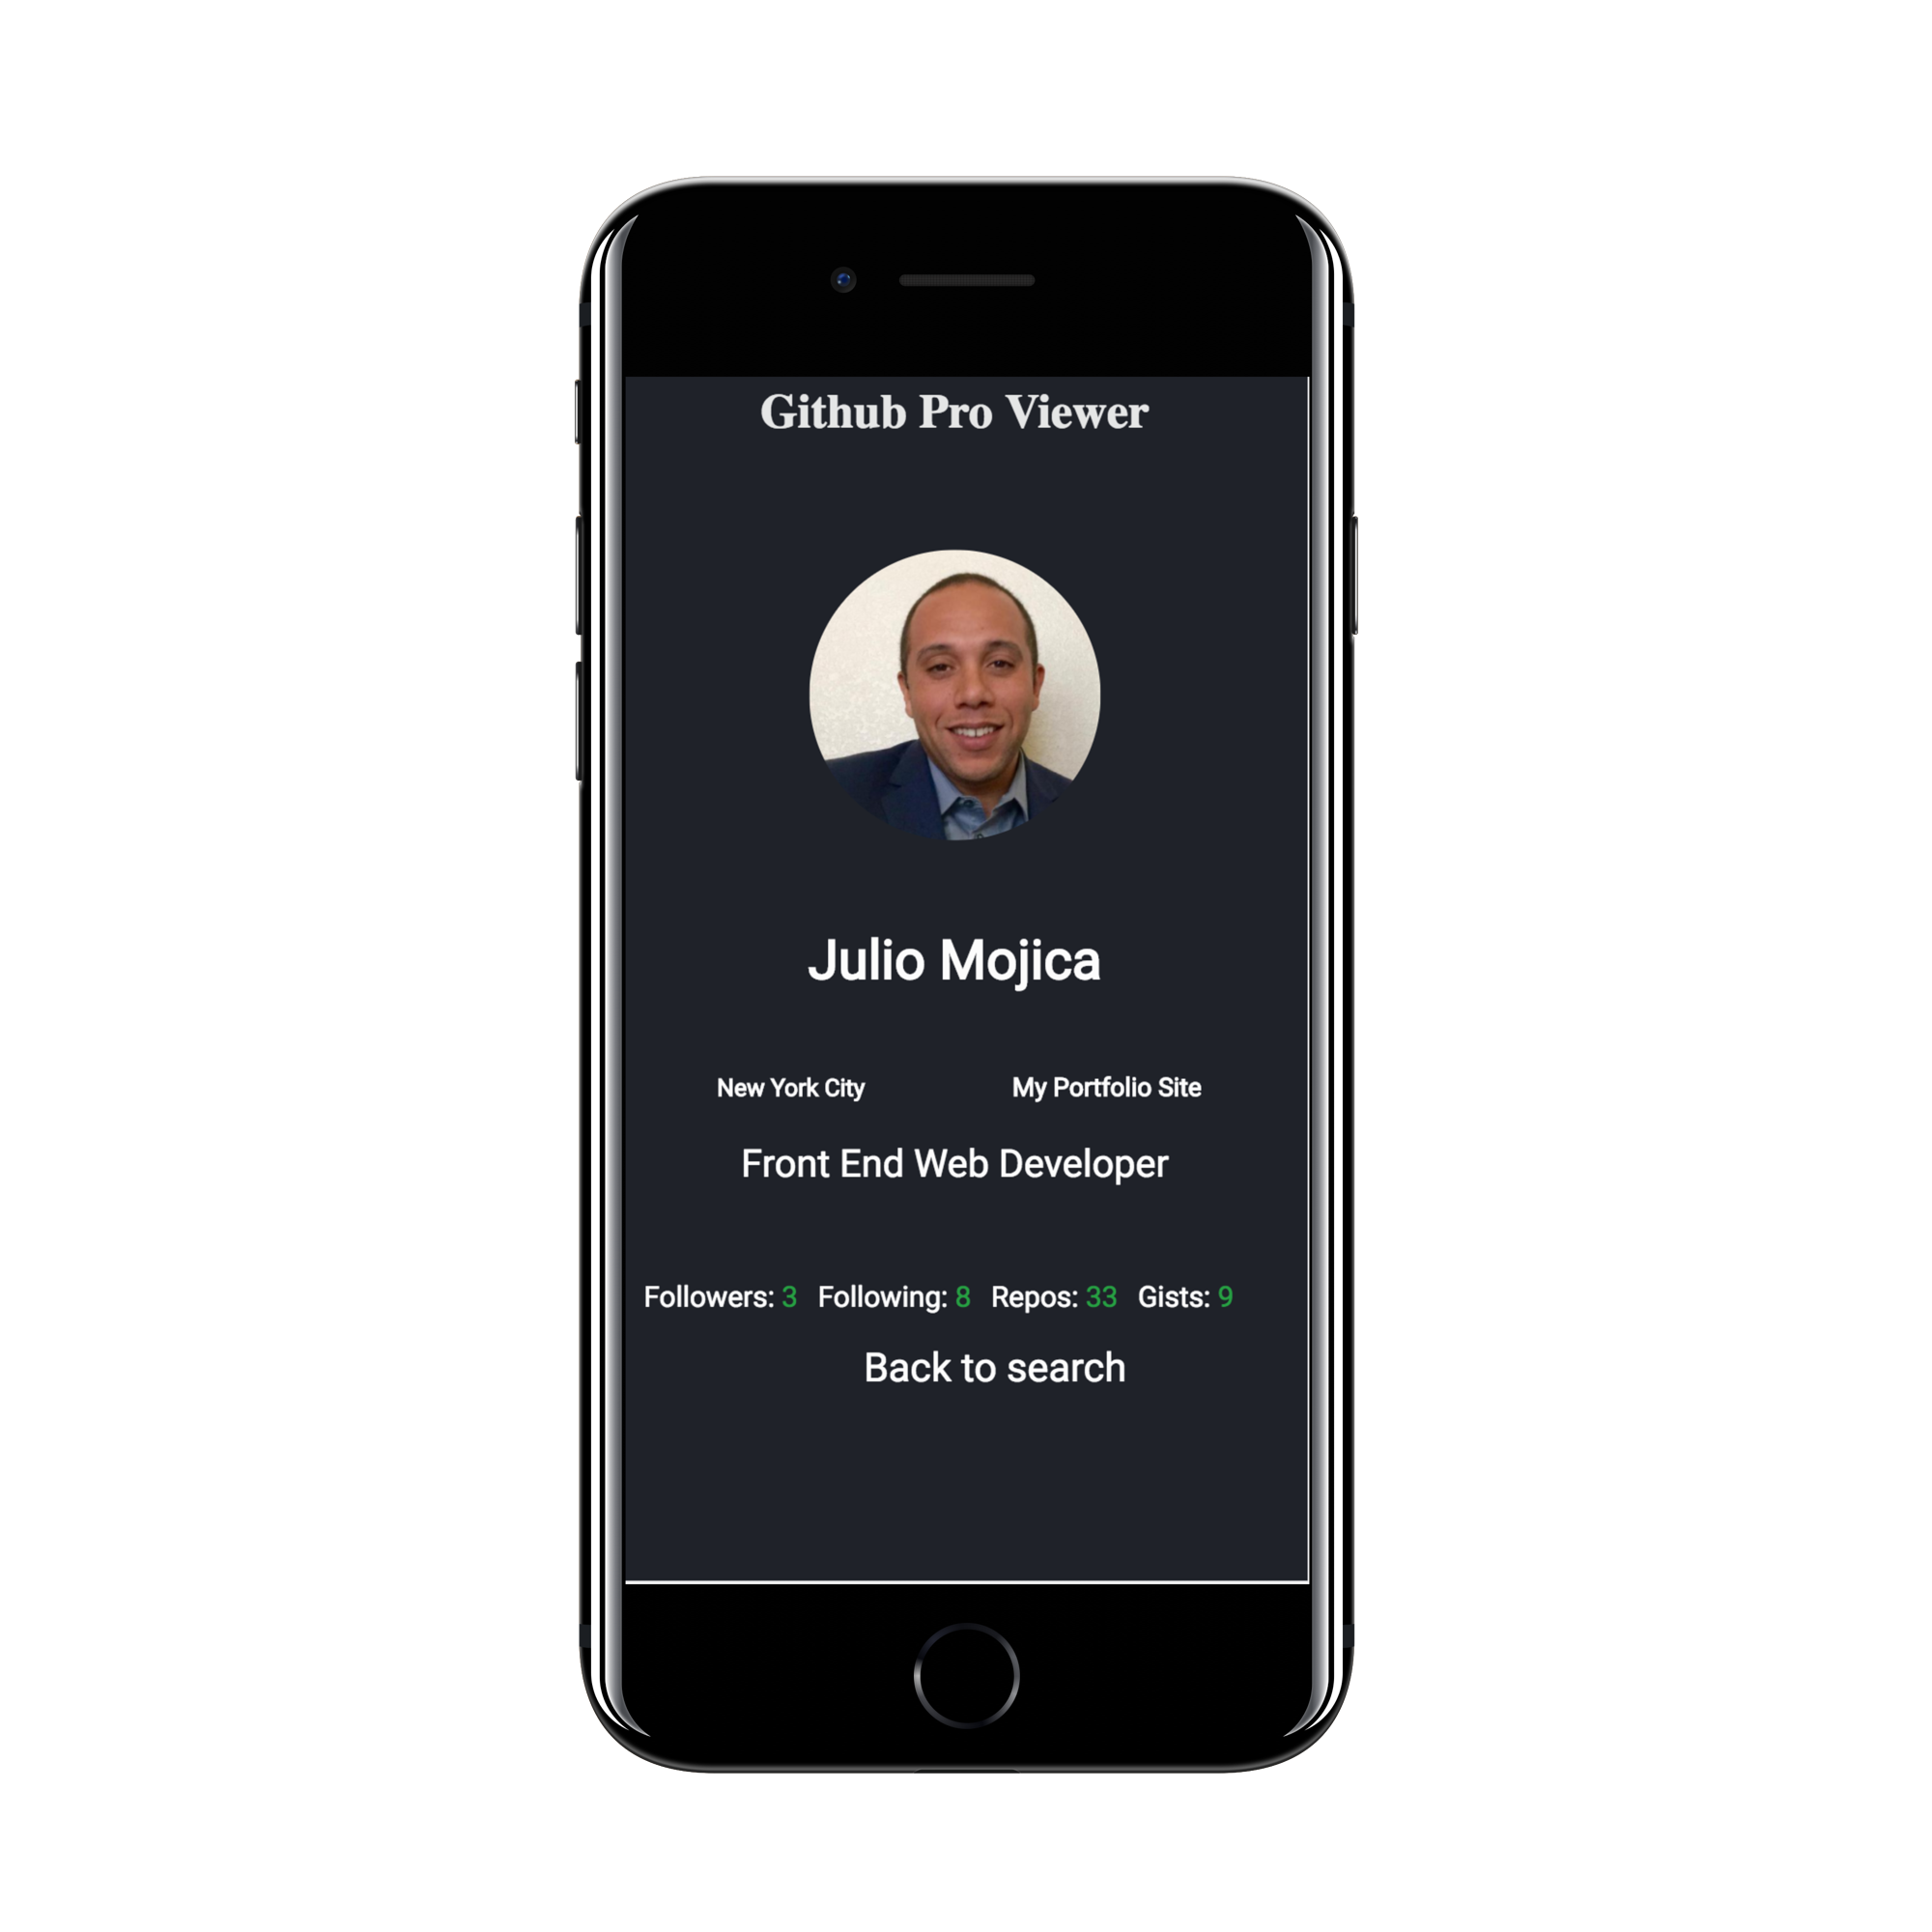 Github Pro Viewer
Julio Mojica
New York City My Portfolio Site
Front End Web Developer
Followers: 3 Following: 8 Repos: 33 Gists: 9
Back to search